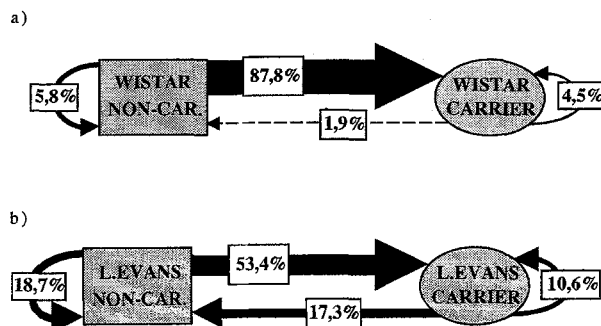 a)
5,8%
WISTAR
NON-CAR.
87,8%
1,9%
WISTAR
CARRIER
4,5%
b)
18,7%
L.EVANS
NON-CAR.
53,4%
17,3%
L.EVANS
CARRIER
10,6%